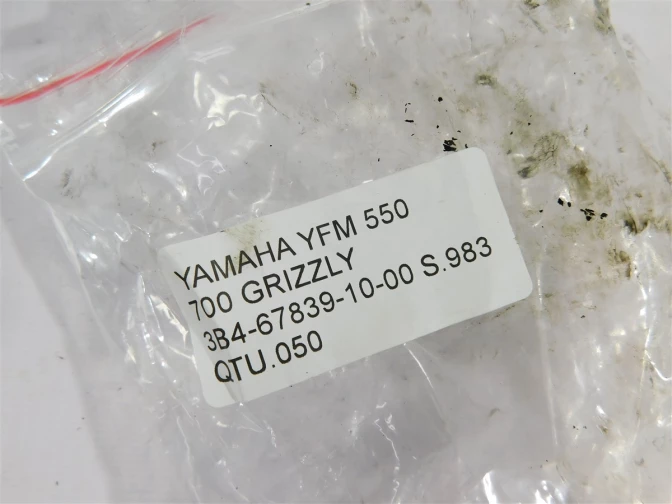 YAMAHA YFM 550
700 GRIZZLY
3B4-67839-10-00 S.983
QTU.050